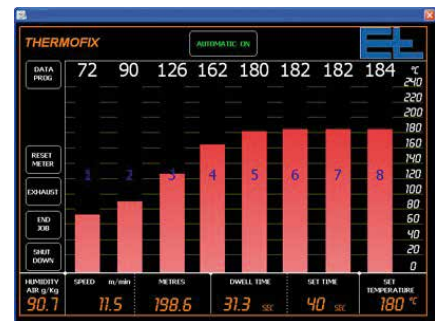 THERMOFIX
AUTOMATIC ON
DATA PROG
72 90 126 162 180 182 182 184 °C
240
220
200
180
160
140
120
100
80
60
40
20
0
RESET METER
EXHAUST
END JOB
SHUT DOWN
1 2 3 4 5 6 7 8
HUMIDITY AIR g/Kg
90.7
SPEED m/min
11.5
METRES
198.6
DWELL TIME
31.3 SEC
SET TIME
40 SEC
SET TEMPERATURE
180 °C